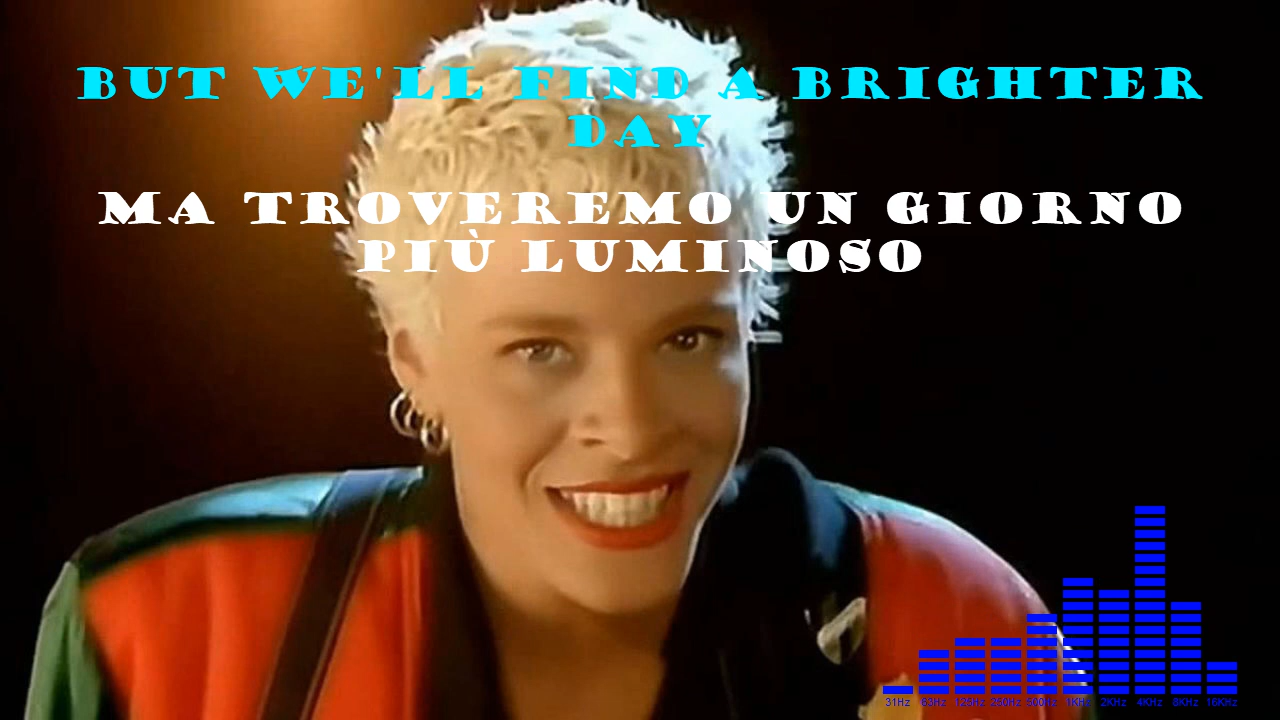 BUT WE'LL FIND A BRIGHTER
DAY
MA TROVEREMO UN GIORNO
PIÙ LUMINOSO
31Hz 63Hz 125Hz 250Hz 500Hz 1KHz 2KHz 4KHz 8KHz 16KHz